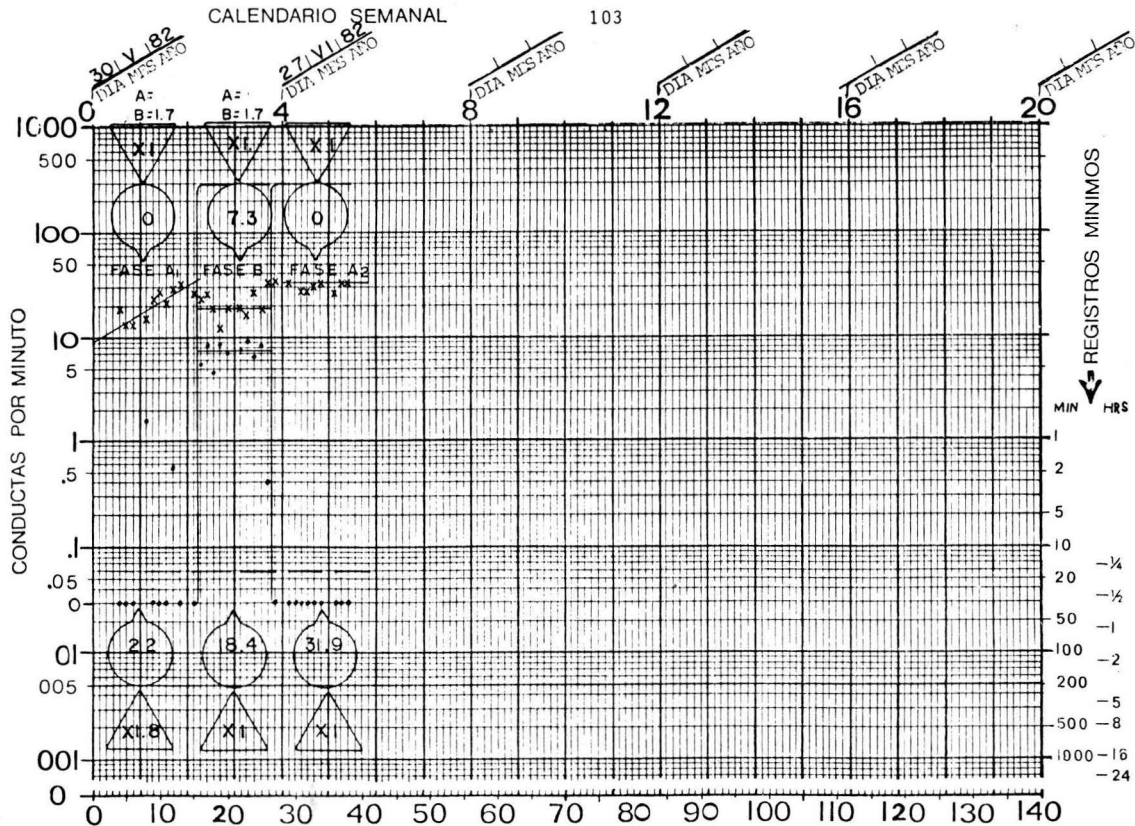 CALENDARIO SEMANAL 103
30 V 82 27 VI 82
DIA MES AÑO DIA MES AÑO DIA MES AÑO DIA MES AÑO DIA MES AÑO DIA MES AÑO
0 4 8 12 16 20
A= A=
B=1.7 B=1.7
X1 X1 X1
0 7.3 0
FASE A1 FASE B FASE A2
1000
500
100
50
10
5
1
.5
.1
.05
0
01
005
001
0
CONDUCTAS POR MINUTO
2.2 18.4 31.9
X1.8 X1 X1
REGISTROS MINIMOS
MIN HRS
1
2
5
10
20 -¼
-½
50 -1
100 -2
200
-5
500 -8
1000 -16
-24
0 10 20 30 40 50 60 70 80 90 100 110 120 130 140